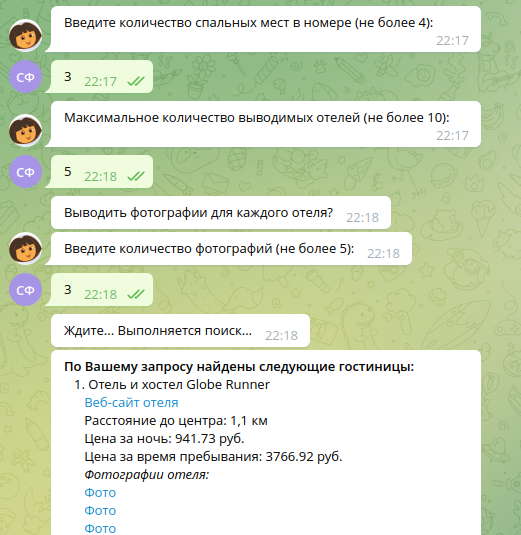 Введите количество спальных мест в номере (не более 4):
22:17
СФ
3 22:17
Максимальное количество выводимых отелей (не более 10):
22:17
СФ
5 22:18
Выводить фотографии для каждого отеля? 22:18
Введите количество фотографий (не более 5): 22:18
СФ
3 22:18
Ждите... Выполняется поиск... 22:18
По Вашему запросу найдены следующие гостиницы:
1. Отель и хостел Globe Runner
Веб-сайт отеля
Расстояние до центра: 1,1 км
Цена за ночь: 941.73 руб.
Цена за время пребывания: 3766.92 руб.
Фотографии отеля:
Фото
Фото
Фото